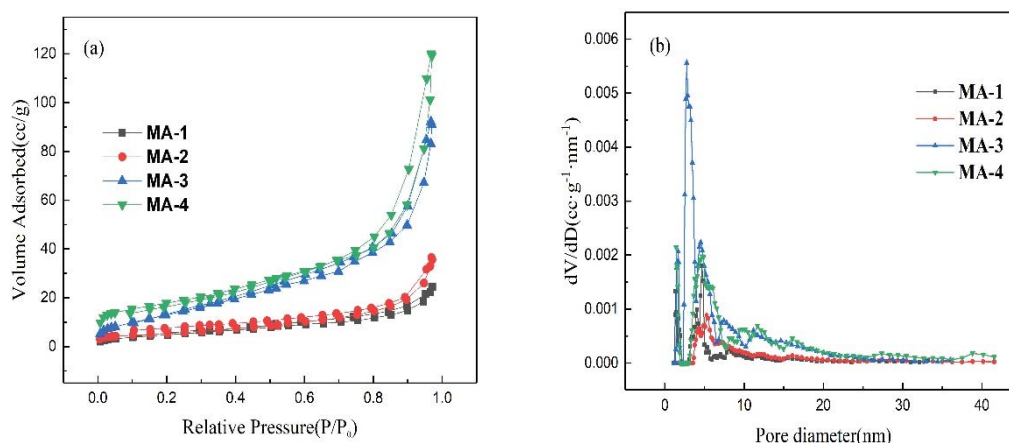 (a)
120
100
80
60
40
20
0
Volume Adsorbed(cc/g)
MA-1
MA-2
MA-3
MA-4
0.0 0.2 0.4 0.6 0.8 1.0
Relative Pressure(P/P₀)
(b)
0.006
0.005
0.004
0.003
0.002
0.001
0.000
dV/dD(cc·g⁻¹·nm⁻¹)
MA-1
MA-2
MA-3
MA-4
0 10 20 30 40
Pore diameter(nm)